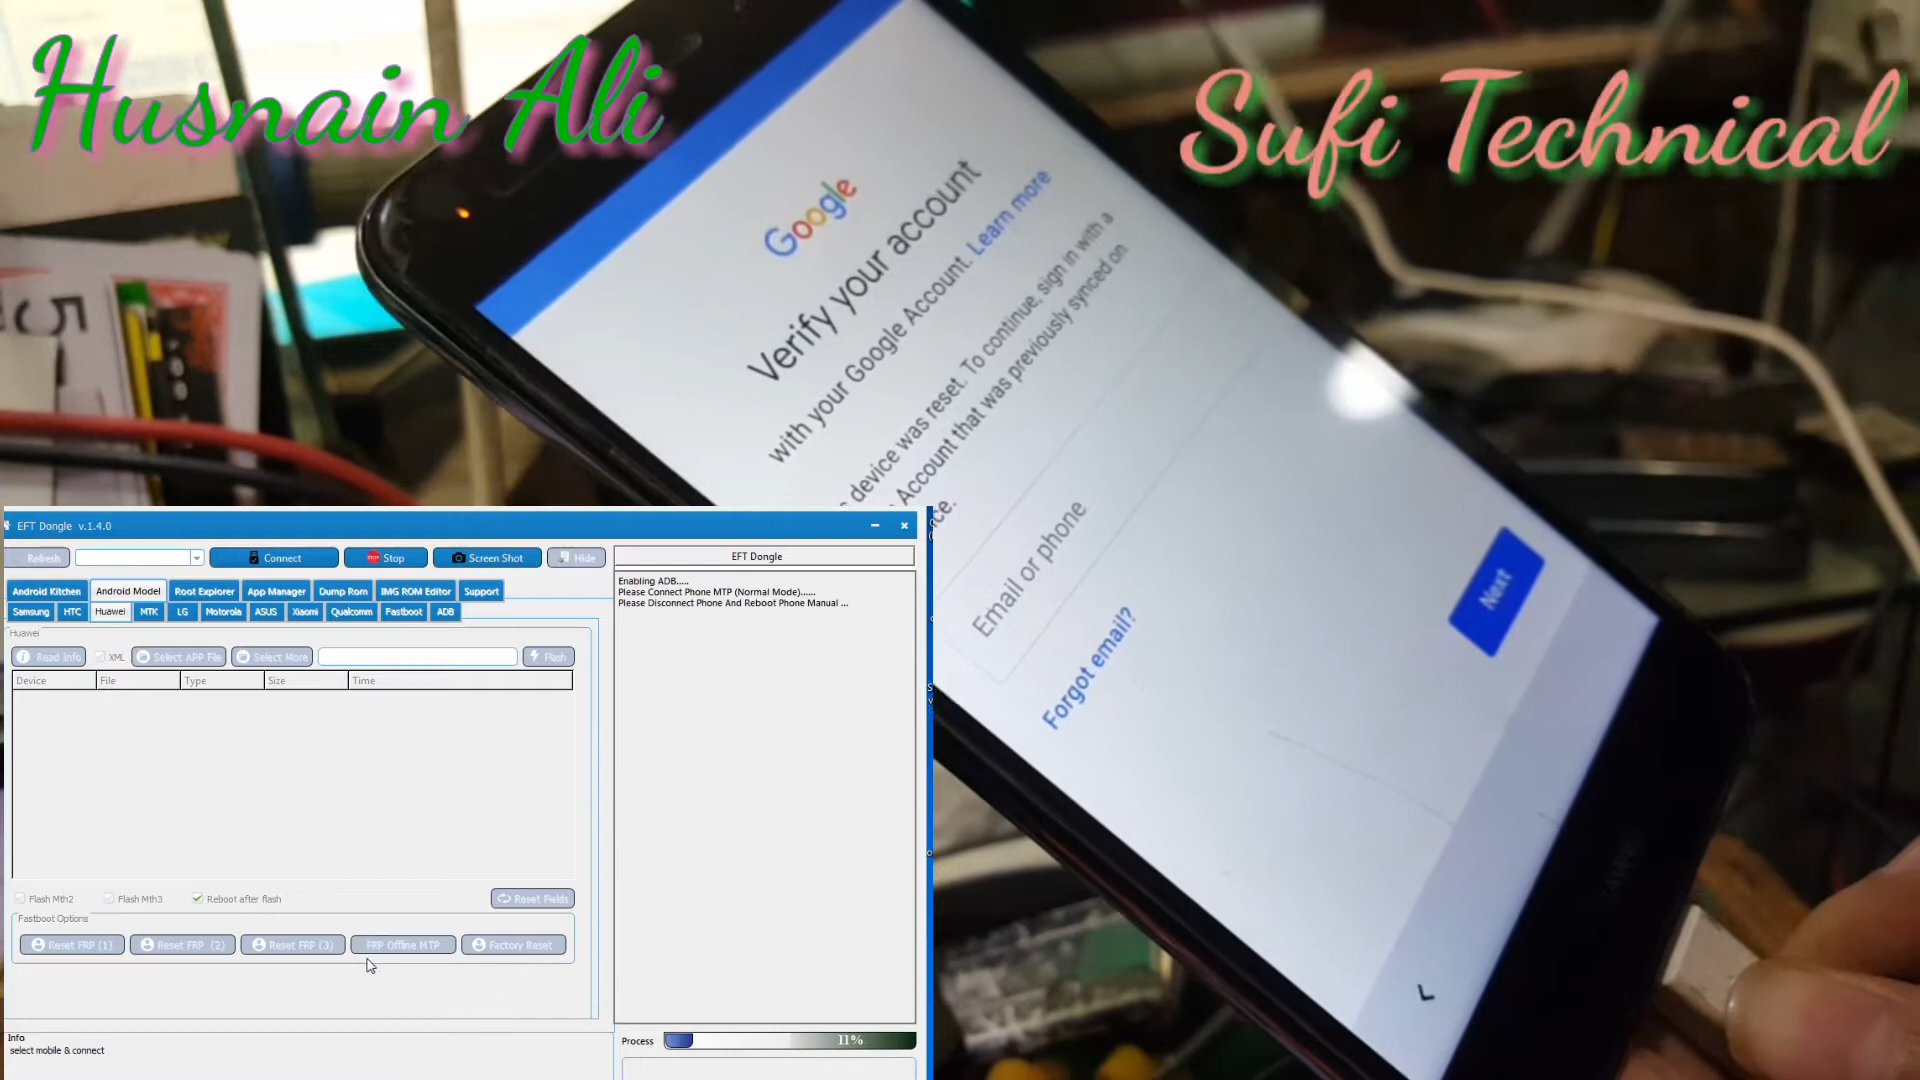 Husnain Ali
Sufi Technical
Google
Verify your account
with your Google Account. Learn more
device was reset. To continue, sign in with a
Account that was previously synced on
Email or phone
Forgot email?
Next
EFT Dongle v.1.4.0
Refresh
Connect
Stop
Screen Shot
Hide
EFT Dongle
Android Kitchen
Android Model
Root Explorer
App Manager
Dump Rom
IMG ROM Editor
Support
Samsung
HTC
Huawei
MTK
LG
Motorola
ASUS
Xiaomi
Qualcomm
Fastboot
ADB
Enabling ADB.....
Please Connect Phone MTP (Normal Mode)......
Please Disconnect Phone And Reboot Phone Manual ...
Huawei
Read Info
XML
Select APP File
Select More
Flash
Device
File
Type
Size
Time
Flash Mth2
Flash Mth3
Reboot after flash
Reset Fields
Fastboot Options
Reset FRP (1)
Reset FRP (2)
Reset FRP (3)
FRP Offline MTP
Factory Reset
Info
select mobile & connect
Process
11%